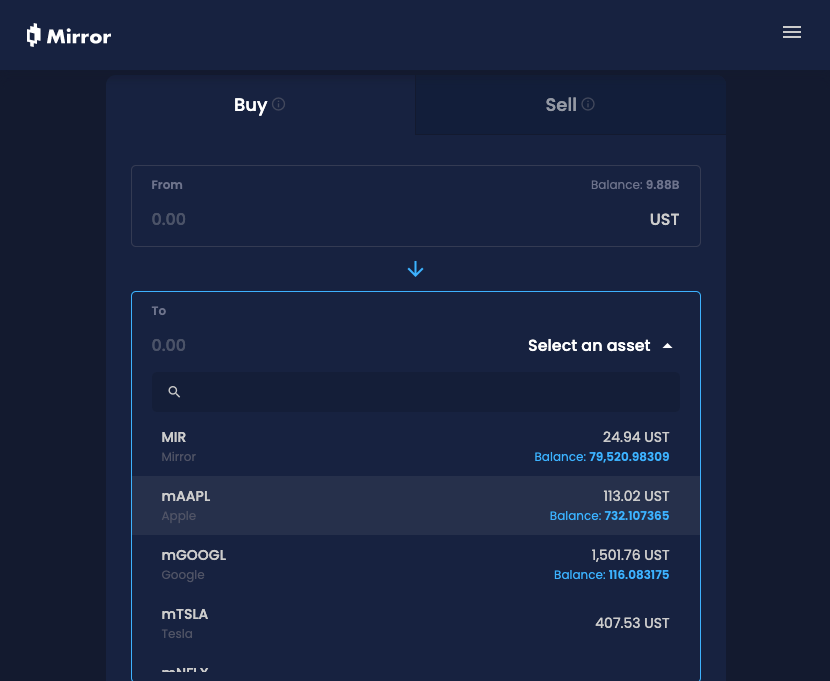 Mirror
Buy Sell
From Balance: 9.88B
0.00 UST
To
0.00 Select an asset
MIR 24.94 UST
Mirror Balance: 79,520.98309
mAAPL 113.02 UST
Apple Balance: 732.107365
mGOOGL 1,501.76 UST
Google Balance: 116.083175
mTSLA 407.53 UST
Tesla